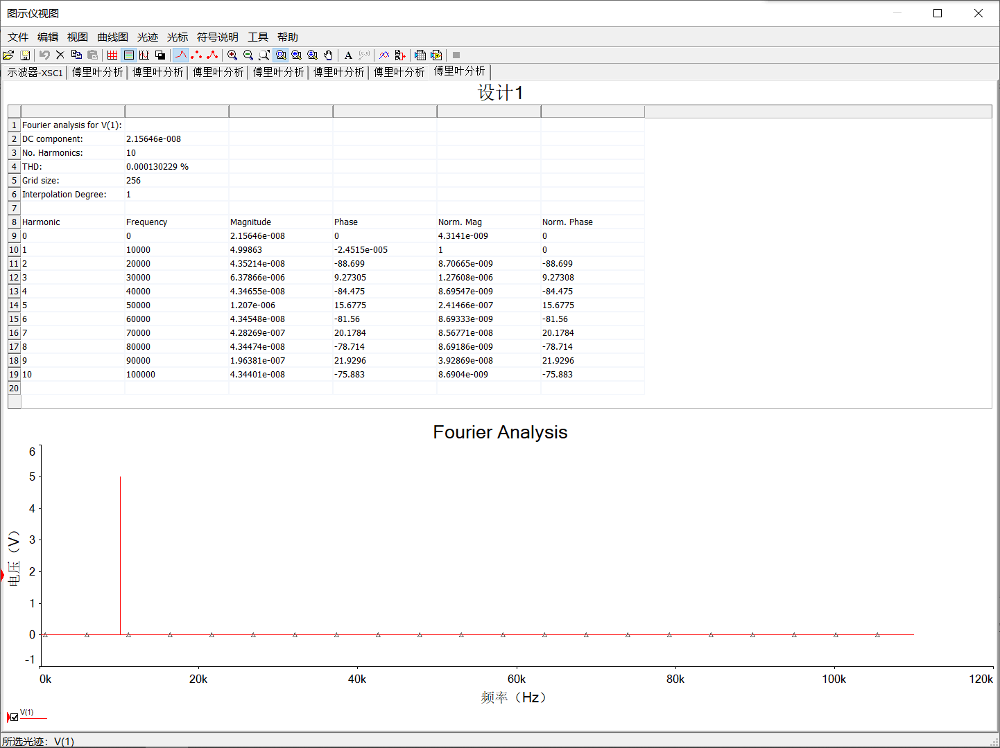 图示仪视图
文件 编辑 视图 曲线图 光迹 光标 符号说明 工具 帮助
示波器-XSC1 傅里叶分析 傅里叶分析 傅里叶分析 傅里叶分析 傅里叶分析 傅里叶分析 傅里叶分析
设计1
1 Fourier analysis for V(1):
2 DC component: 2.15646e-008
3 No. Harmonics: 10
4 THD: 0.000130229 %
5 Grid size: 256
6 Interpolation Degree: 1
7
8 Harmonic Frequency Magnitude Phase Norm. Mag Norm. Phase
9 0 0 2.15646e-008 0 4.3141e-009 0
10 1 10000 4.99863 -2.4515e-005 1 0
11 2 20000 4.35214e-008 -88.699 8.70665e-009 -88.699
12 3 30000 6.37866e-006 9.27305 1.27608e-006 9.27308
13 4 40000 4.34655e-008 -84.475 8.69547e-009 -84.475
14 5 50000 1.207e-006 15.6775 2.41466e-007 15.6775
15 6 60000 4.34548e-008 -81.56 8.69333e-009 -81.56
16 7 70000 4.28269e-007 20.1784 8.56771e-008 20.1784
17 8 80000 4.34474e-008 -78.714 8.69186e-009 -78.714
18 9 90000 1.96381e-007 21.9296 3.92869e-008 21.9296
19 10 100000 4.34401e-008 -75.883 8.6904e-009 -75.883
20
Fourier Analysis
6
5
4
3
2
1
0
-1
电压（V）
0k 20k 40k 60k 80k 100k 120k
频率（Hz）
V(1)
所选光迹：V(1)